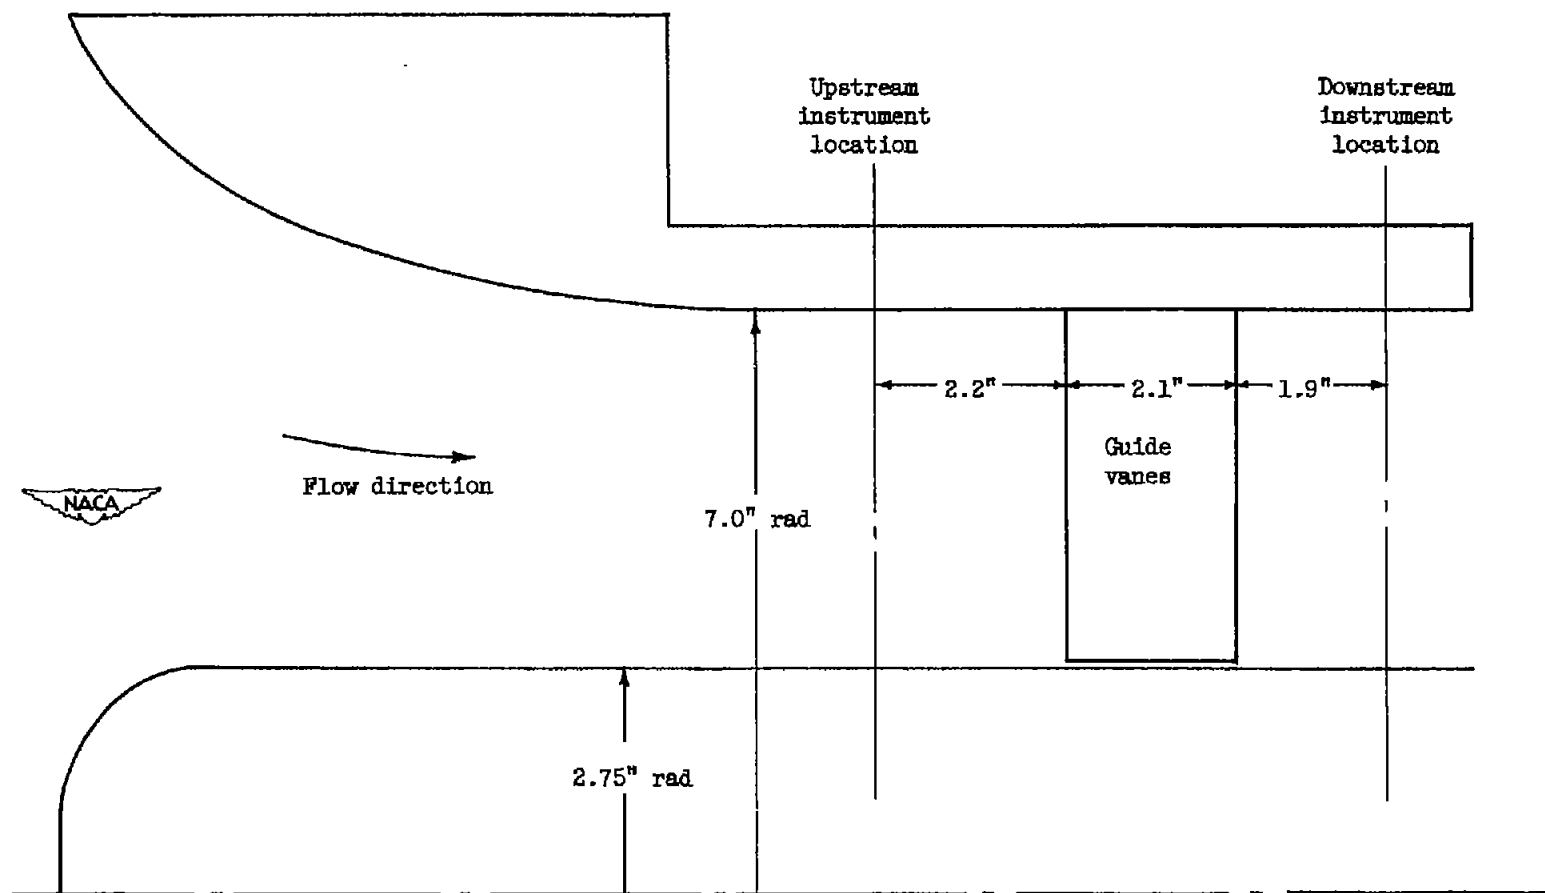 Upstream
instrument
location
Downstream
instrument
location
2.2"
2.1"
1.9"
Guide
vanes
Flow direction
NACA
7.0" rad
2.75" rad